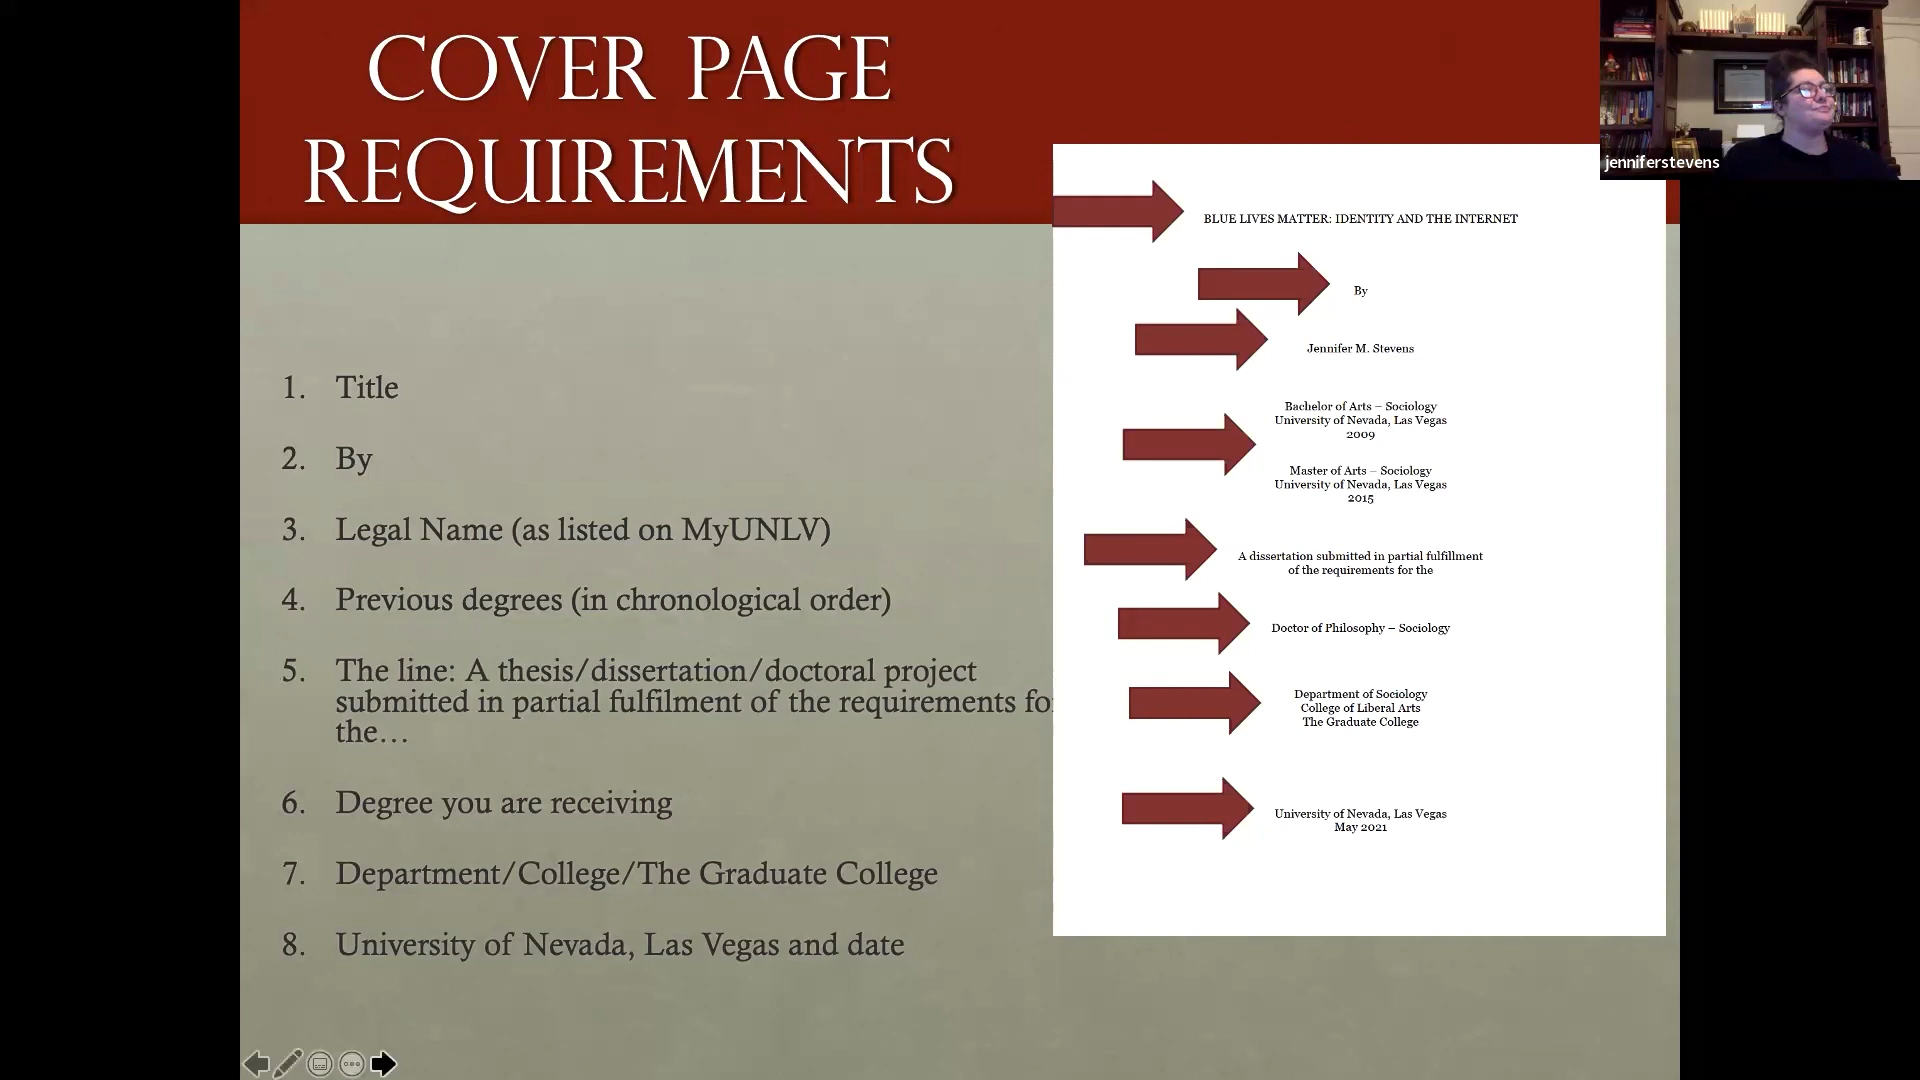 COVER PAGE
REQUIREMENTS
1. Title
2. By
3. Legal Name (as listed on MyUNLV)
4. Previous degrees (in chronological order)
5. The line: A thesis/dissertation/doctoral project
submitted in partial fulfilment of the requirements for
the…
6. Degree you are receiving
7. Department/College/The Graduate College
8. University of Nevada, Las Vegas and date
BLUE LIVES MATTER: IDENTITY AND THE INTERNET
By
Jennifer M. Stevens
Bachelor of Arts – Sociology
University of Nevada, Las Vegas
2009
Master of Arts – Sociology
University of Nevada, Las Vegas
2015
A dissertation submitted in partial fulfillment
of the requirements for the
Doctor of Philosophy – Sociology
Department of Sociology
College of Liberal Arts
The Graduate College
University of Nevada, Las Vegas
May 2021
jenniferstevens